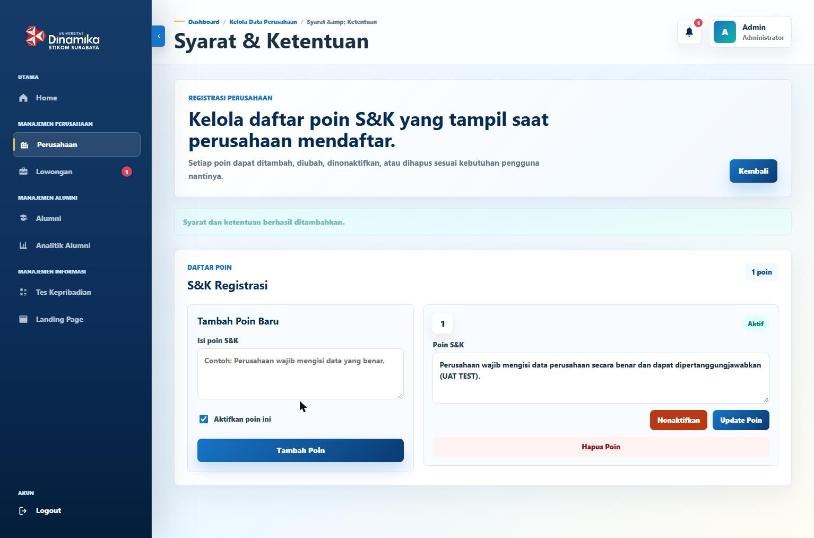 UNIVERSITAS
Dinamika
STIKOM SURABAYA
UTAMA
Home
MANAJEMEN PERUSAHAAN
Perusahaan
Lowongan
1
MANAJEMEN ALUMNI
Alumni
Analitik Alumni
MANAJEMEN INFORMASI
Tes Kepribadian
Landing Page
AKUN
Logout
Dashboard / Kelola Data Perusahaan / Syarat &amp; Ketentuan
Syarat & Ketentuan
A
Admin
Administrator
REGISTRASI PERUSAHAAN
Kelola daftar poin S&K yang tampil saat
perusahaan mendaftar.
Setiap poin dapat ditambah, diubah, dinonaktifkan, atau dihapus sesuai kebutuhan pengguna
nantinya.
Kembali
Syarat dan ketentuan berhasil ditambahkan.
DAFTAR POIN
S&K Registrasi
1 poin
Tambah Poin Baru
Isi poin S&K
Contoh: Perusahaan wajib mengisi data yang benar.
Aktifkan poin ini
Tambah Poin
1
Aktif
Poin S&K
Perusahaan wajib mengisi data perusahaan secara benar dan dapat dipertanggungjawabkan
(UAT TEST).
Nonaktifkan
Update Poin
Hapus Poin